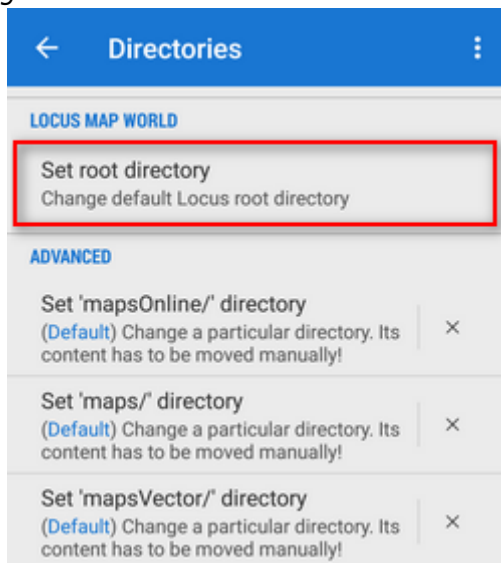 Directories
LOCUS MAP WORLD
Set root directory
Change default Locus root directory
ADVANCED
Set 'mapsOnline/' directory
(Default) Change a particular directory. Its
content has to be moved manually!
Set 'maps/' directory
(Default) Change a particular directory. Its
content has to be moved manually!
Set 'mapsVector/' directory
(Default) Change a particular directory. Its
content has to be moved manually!